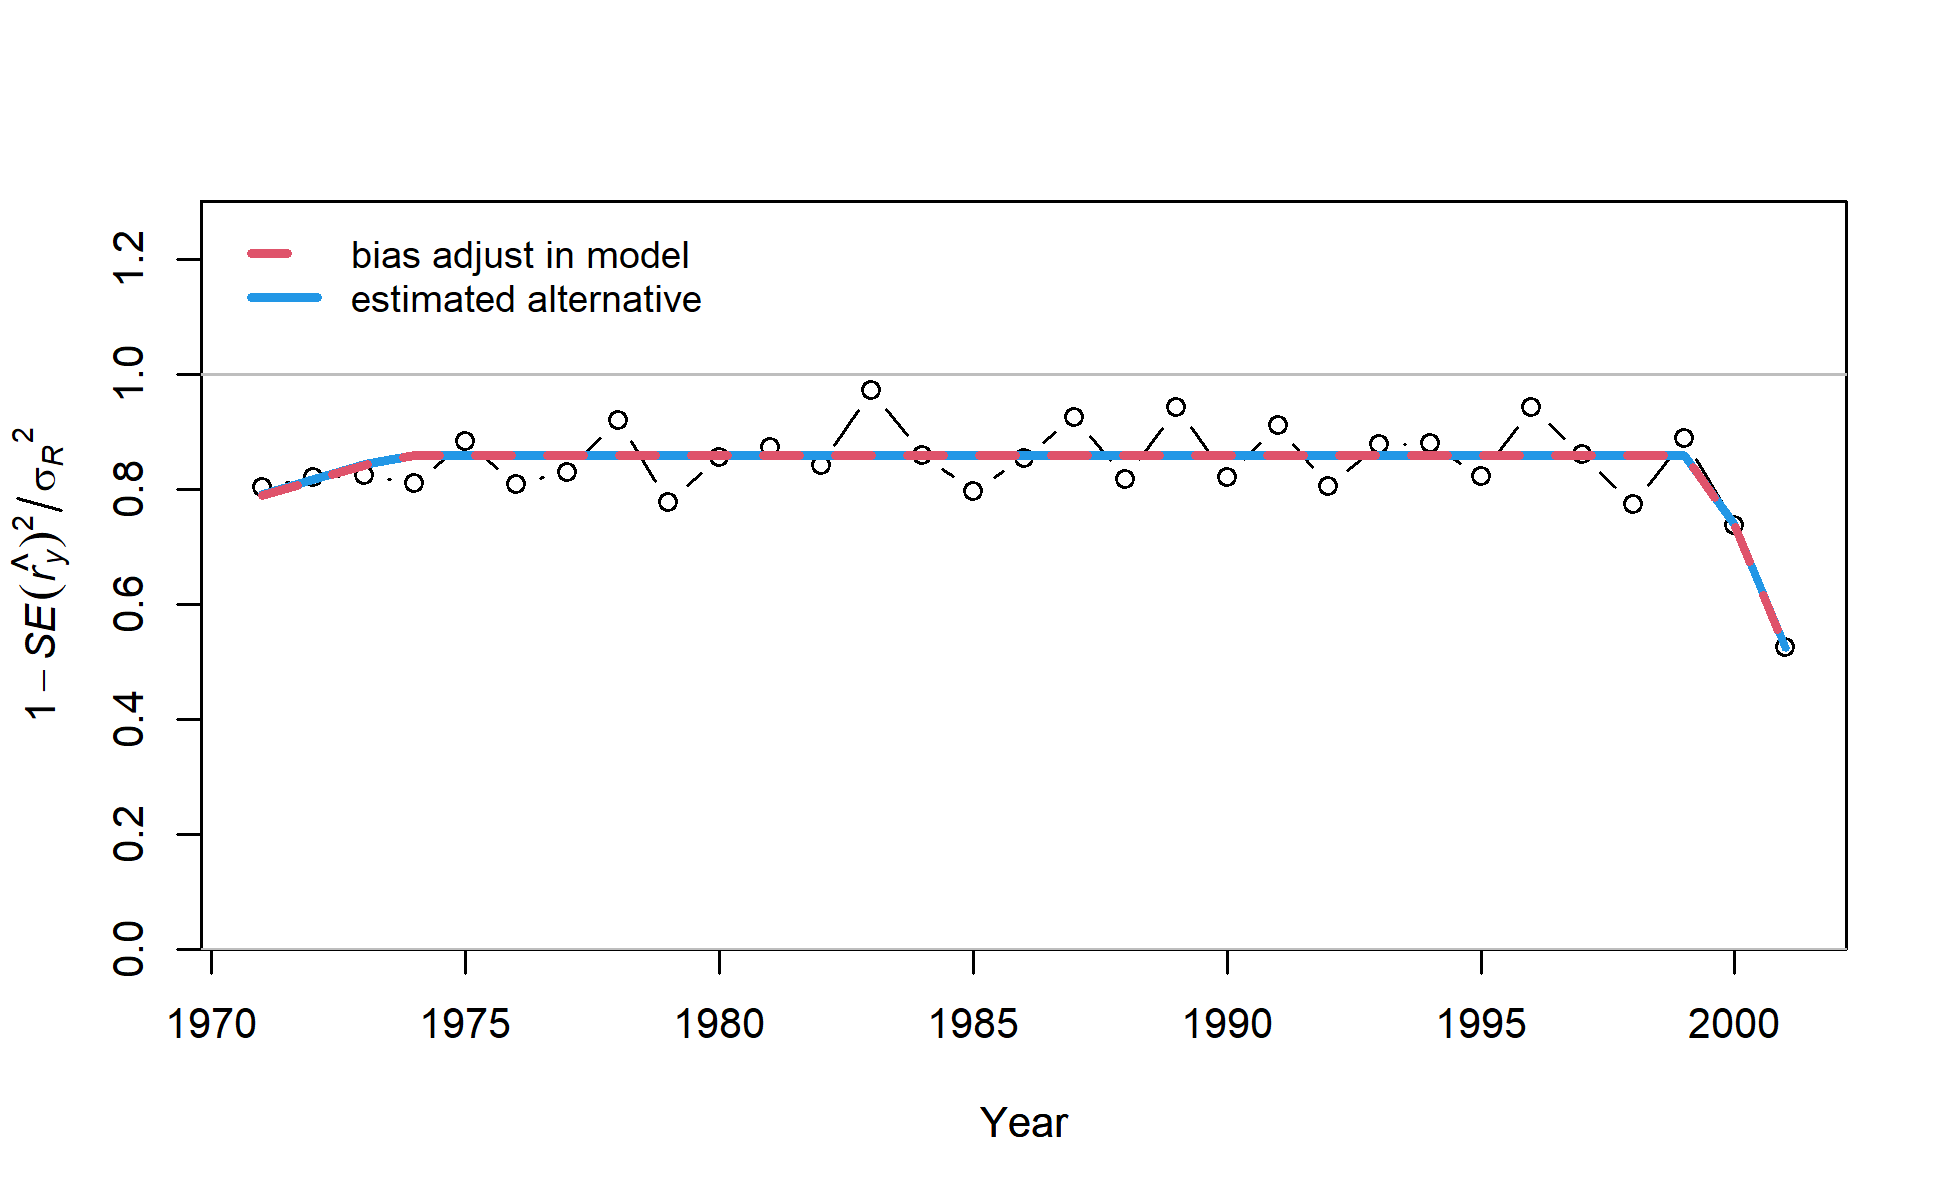 bias adjust in model
estimated alternative
1.2
1.0
0.8
0.6
0.4
0.2
0.0
1 − SE(r̂y)² / σR²
1970 1975 1980 1985 1990 1995 2000
Year